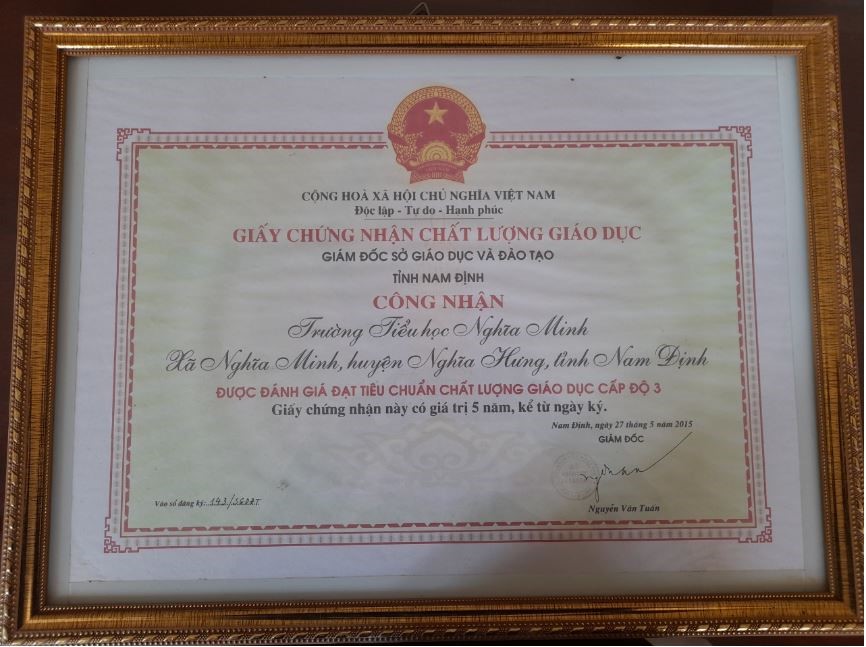 CỘNG HOÀ XÃ HỘI CHỦ NGHĨA VIỆT NAM
Độc lập - Tự do - Hạnh phúc
GIẤY CHỨNG NHẬN CHẤT LƯỢNG GIÁO DỤC
GIÁM ĐỐC SỞ GIÁO DỤC VÀ ĐÀO TẠO
TỈNH NAM ĐỊNH
CÔNG NHẬN
Trường Tiểu học Nghĩa Minh
Xã Nghĩa Minh, huyện Nghĩa Hưng, tỉnh Nam Định
ĐƯỢC ĐÁNH GIÁ ĐẠT TIÊU CHUẨN CHẤT LƯỢNG GIÁO DỤC CẤP ĐỘ 3
Giấy chứng nhận này có giá trị 5 năm, kể từ ngày ký.
Nam Định, ngày 27 tháng 5 năm 2015
GIÁM ĐỐC
Vào sổ đăng ký: 143/SGDĐT
Nguyễn Văn Tuấn